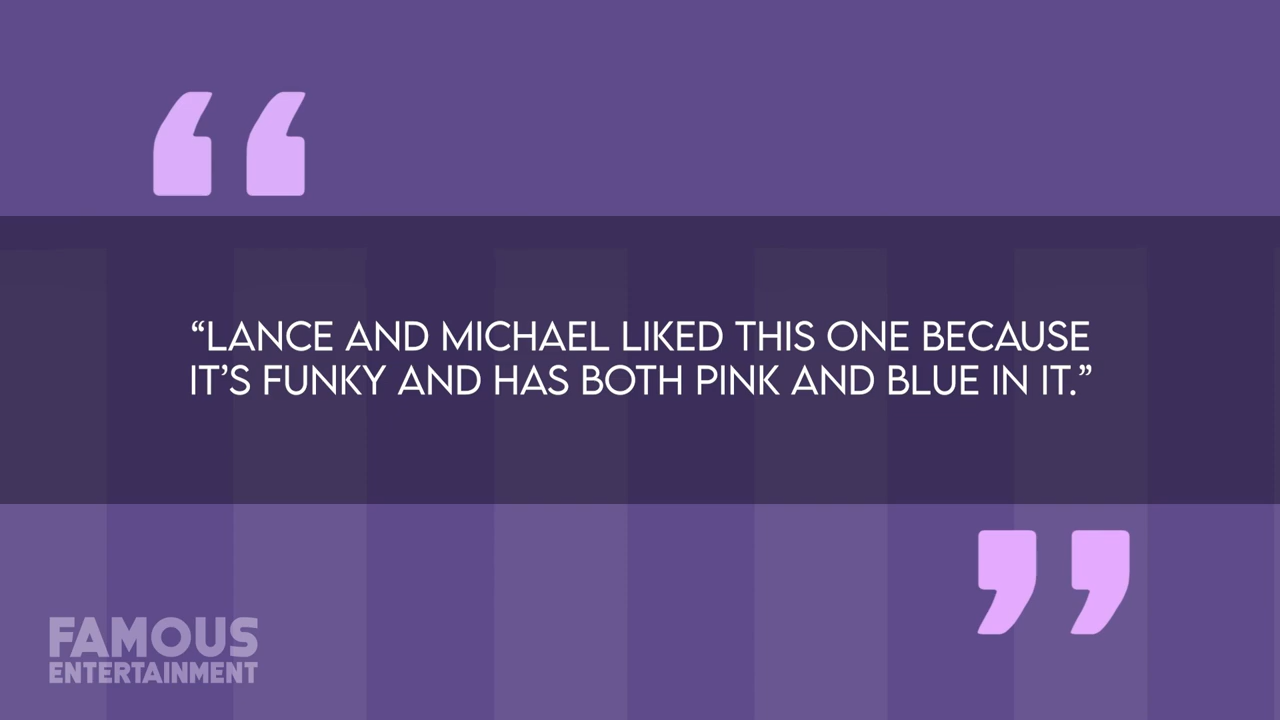 “LANCE AND MICHAEL LIKED THIS ONE BECAUSE
IT’S FUNKY AND HAS BOTH PINK AND BLUE IN IT.”
FAMOUS
ENTERTAINMENT